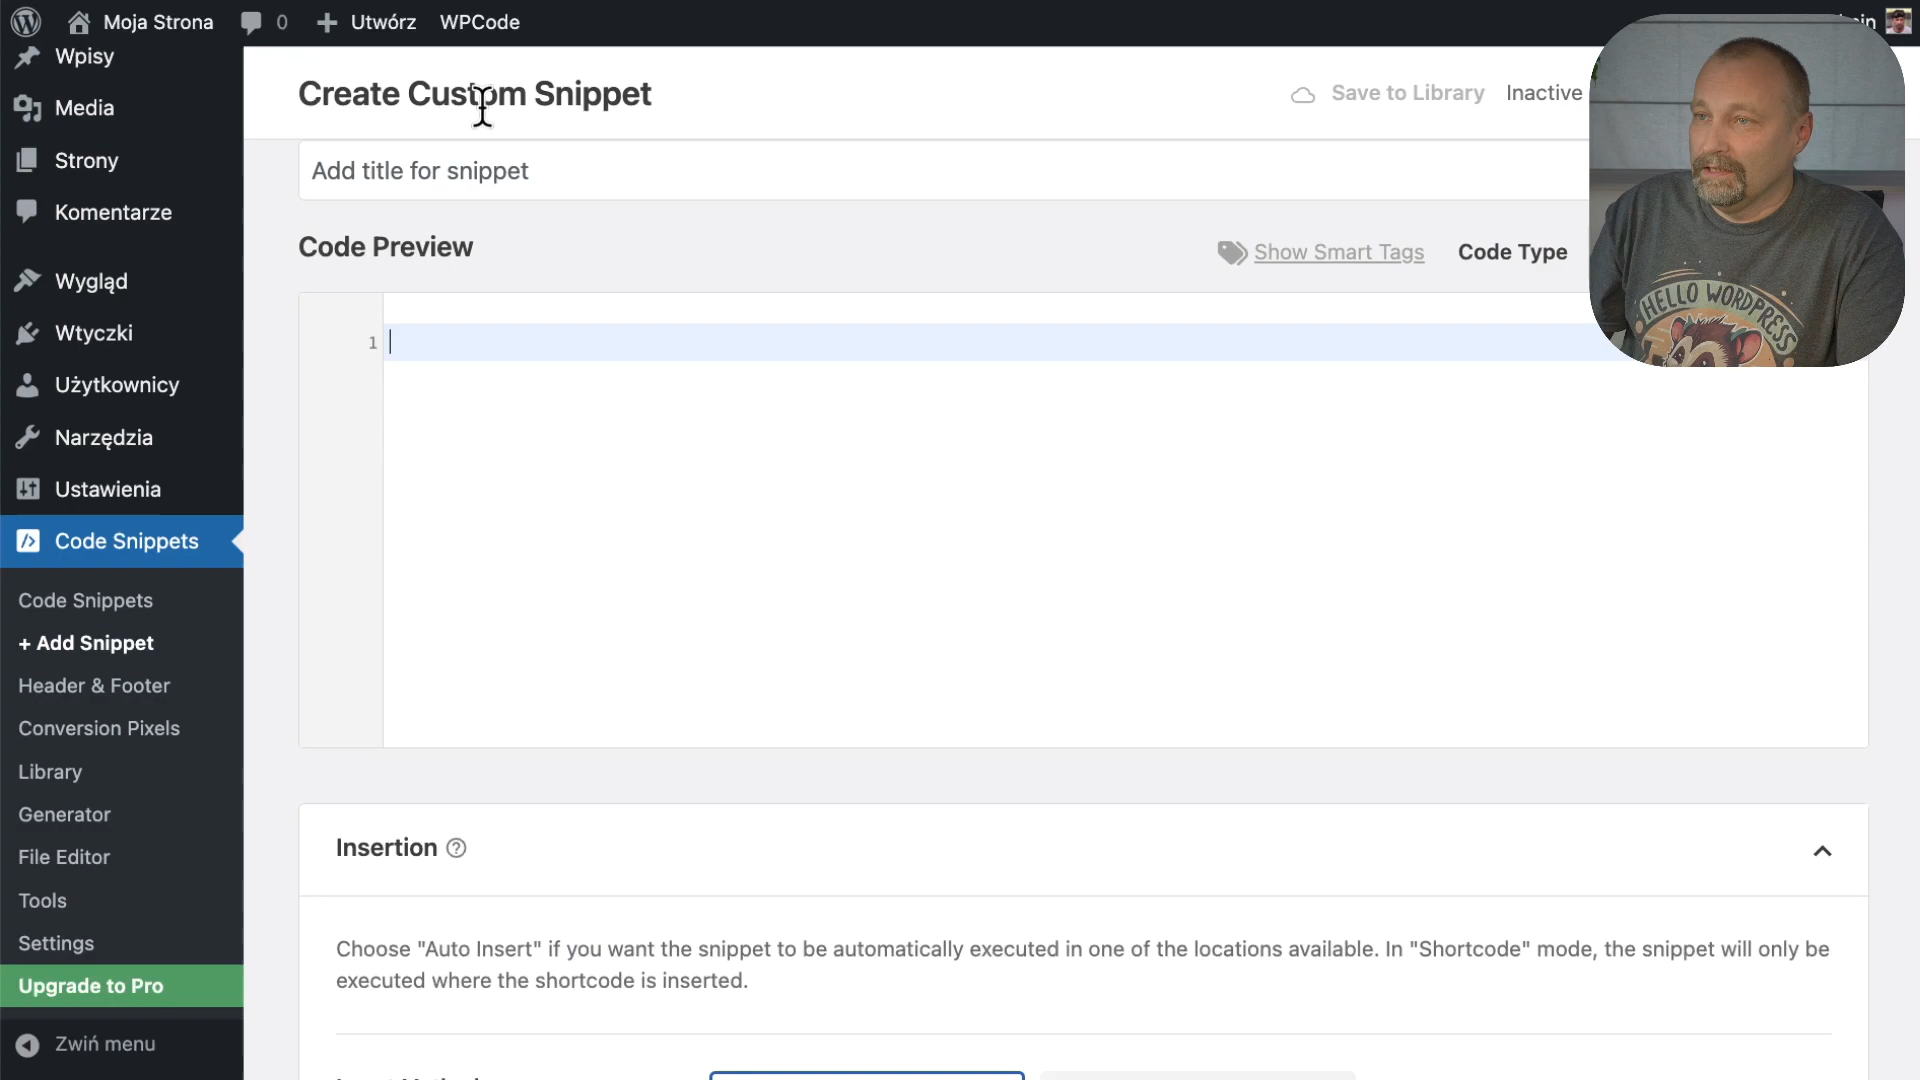 Moja Strona
0
Utwórz
WPCode
Wpisy
Media
Strony
Komentarze
Wygląd
Wtyczki
Użytkownicy
Narzędzia
Ustawienia
Code Snippets
Code Snippets
+ Add Snippet
Header & Footer
Conversion Pixels
Library
Generator
File Editor
Tools
Settings
Upgrade to Pro
Zwiń menu
Create Custom Snippet
Save to Library
Inactive
Add title for snippet
Code Preview
Show Smart Tags
Code Type
1
Insertion
Choose "Auto Insert" if you want the snippet to be automatically executed in one of the locations available. In "Shortcode" mode, the snippet will only be
executed where the shortcode is inserted.
HELLO WORDPRESS